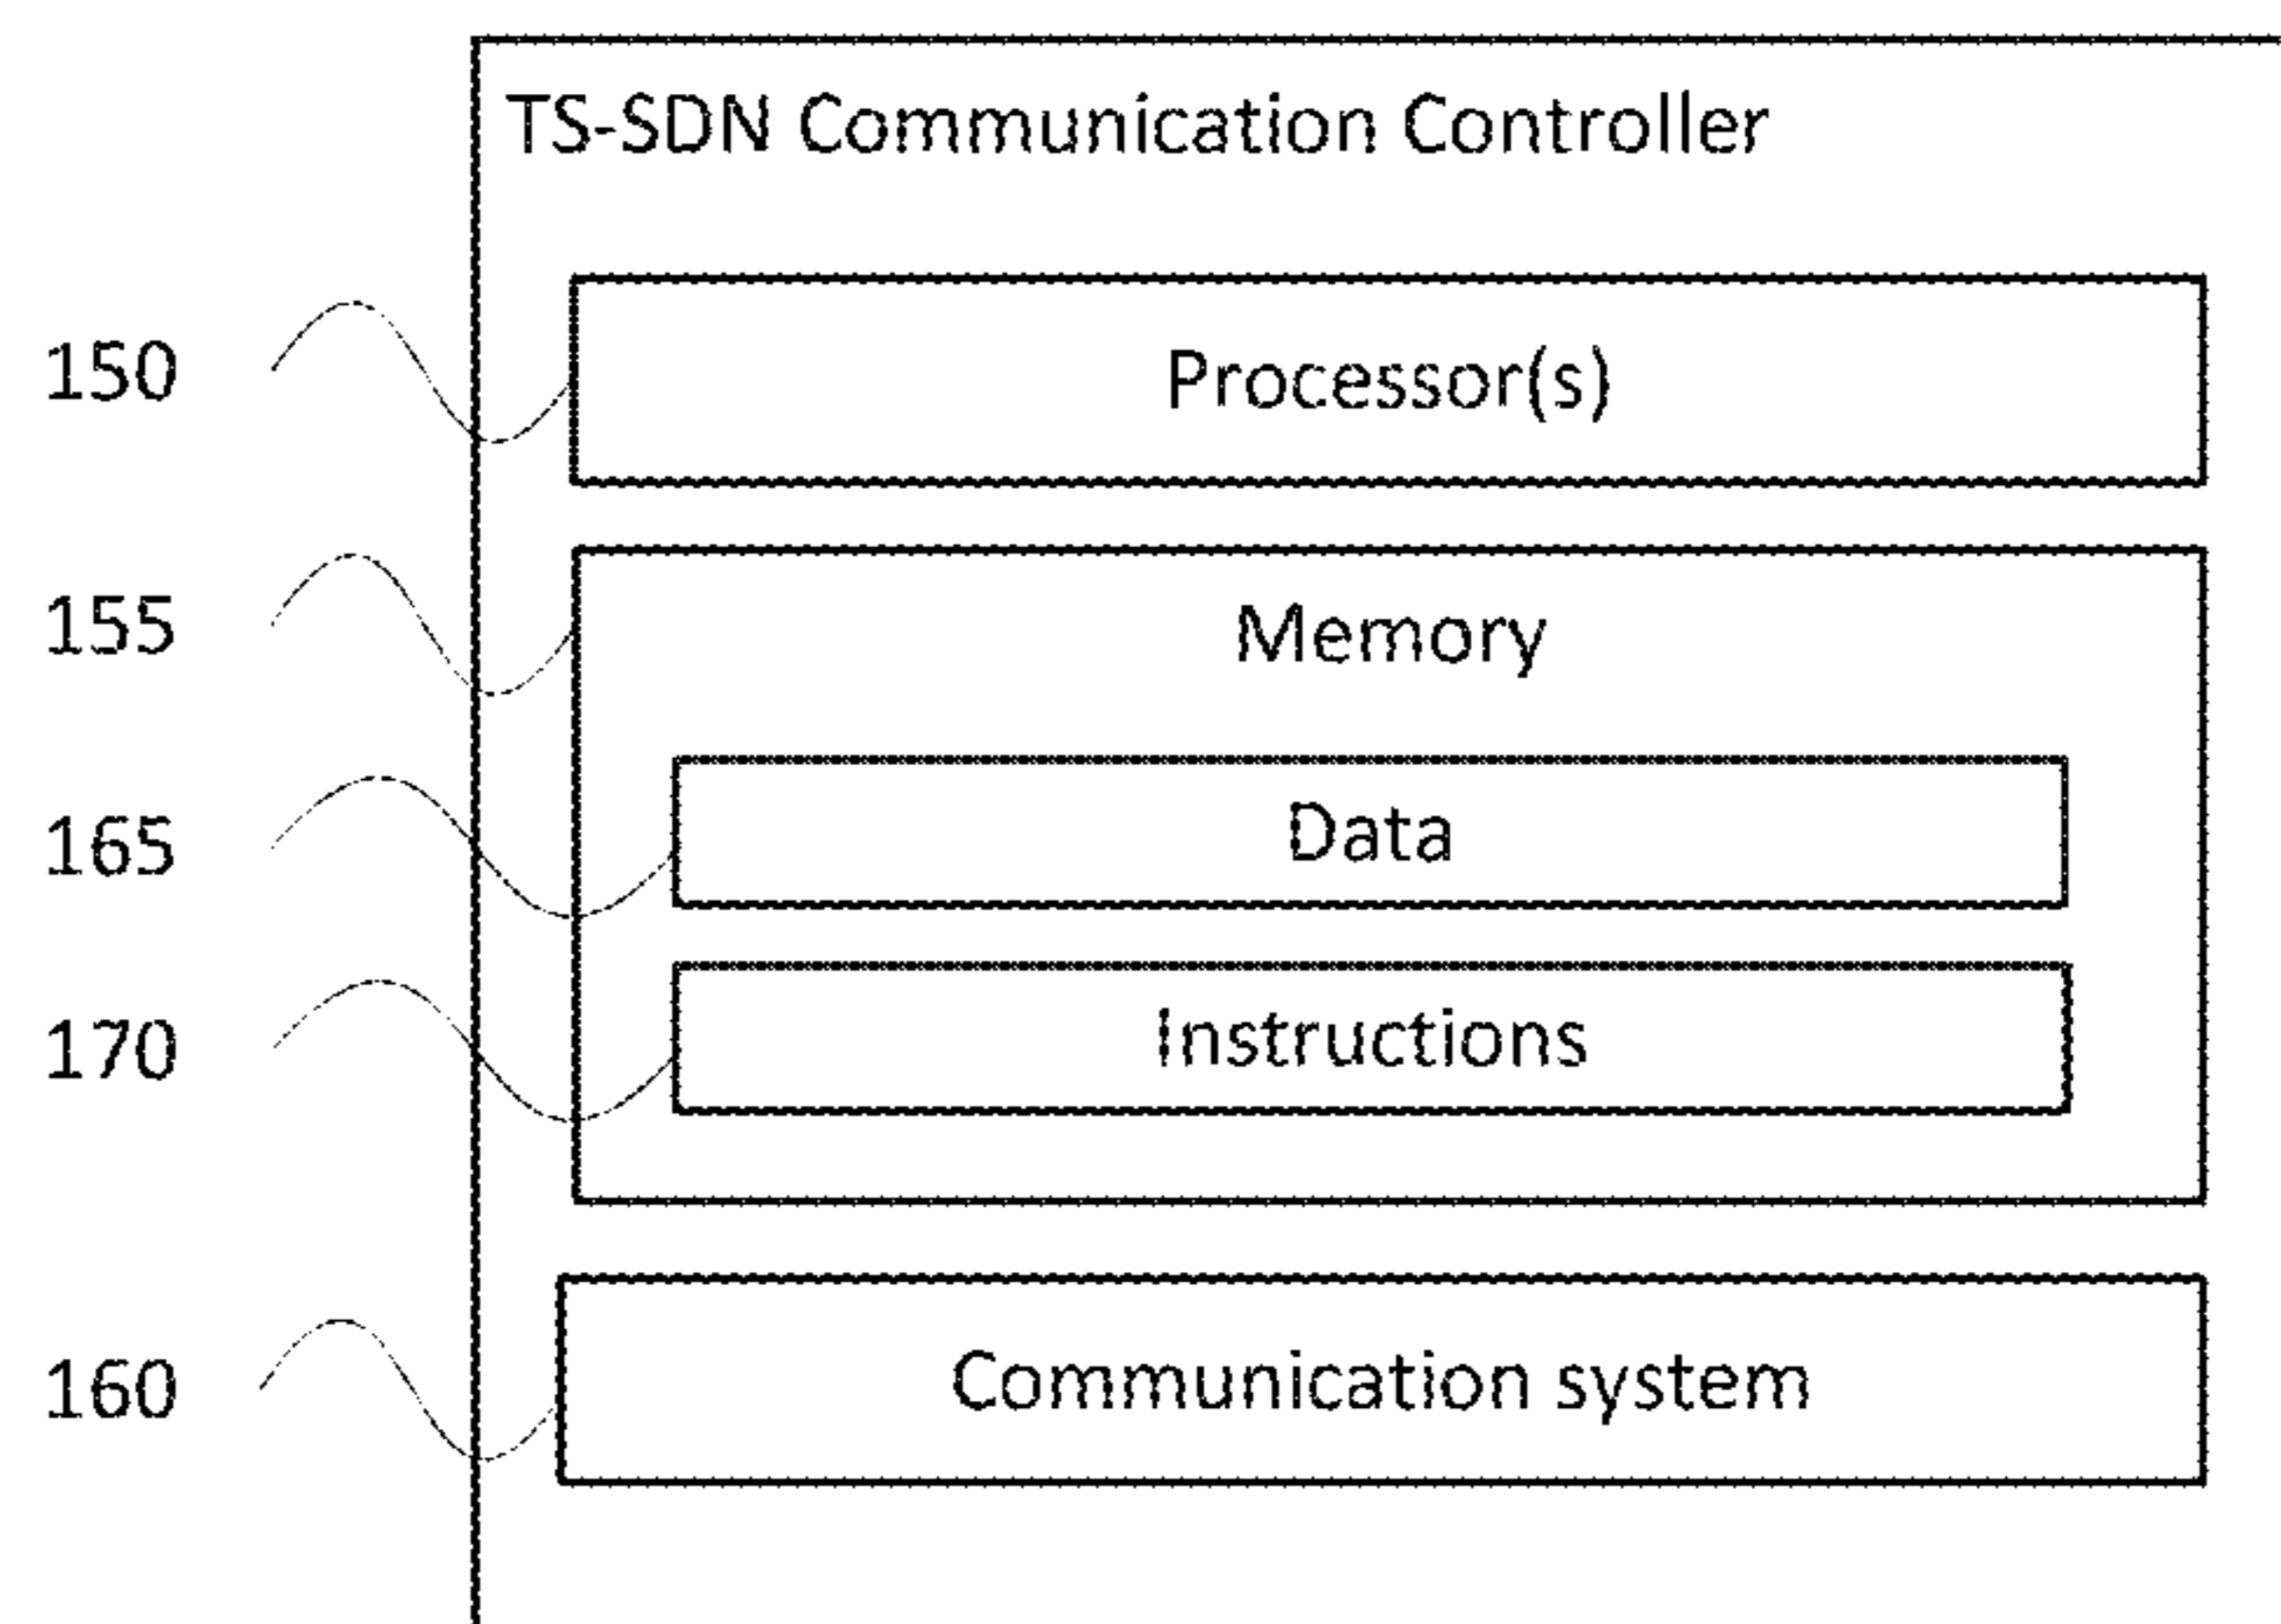 TS-SDN Communication Controller
150 Processor(s)
155 Memory
165 Data
170 Instructions
160 Communication system